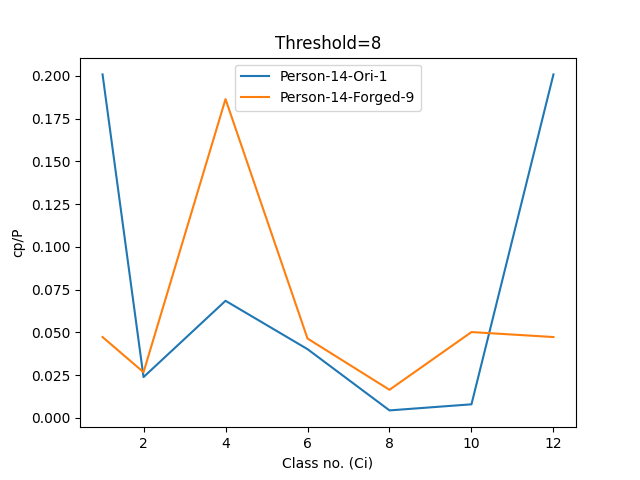 Threshold=8
Person-14-Ori-1
Person-14-Forged-9
0.200
0.175
0.150
0.125
0.100
0.075
0.050
0.025
0.000
cp/P
2 4 6 8 10 12
Class no. (Ci)